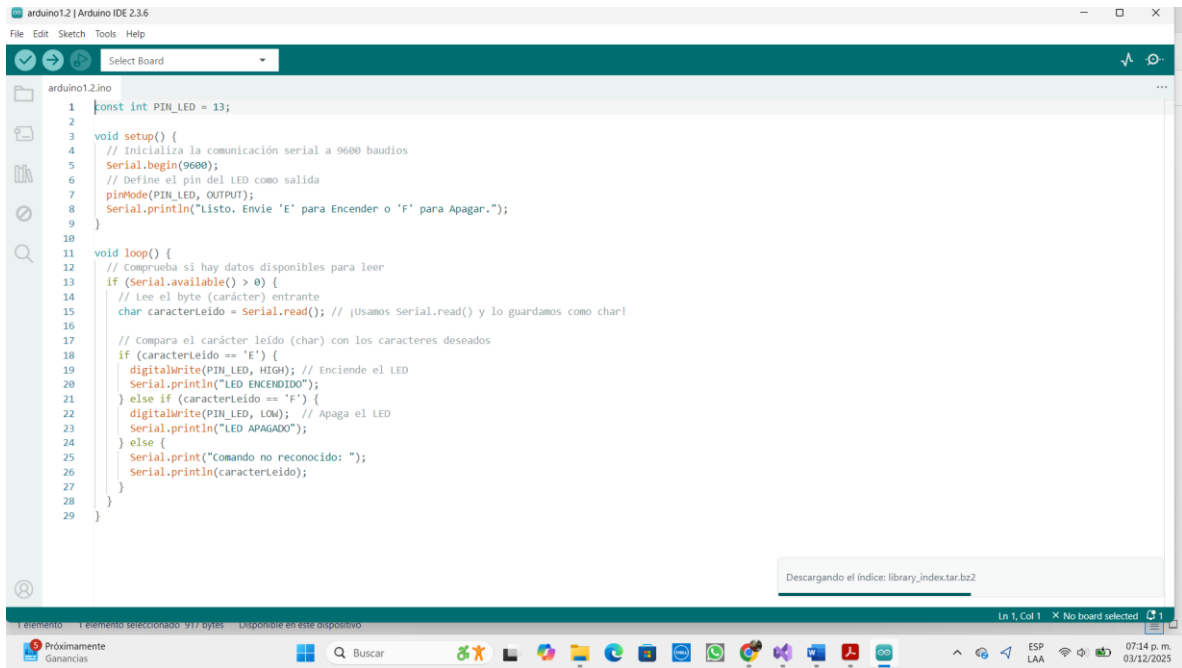 arduino1.2 | Arduino IDE 2.3.6
File Edit Sketch Tools Help
Select Board
arduino1.2.ino
1 const int PIN_LED = 13;
2
3 void setup() {
4 // Inicializa la comunicación serial a 9600 baudios
5 Serial.begin(9600);
6 // Define el pin del LED como salida
7 pinMode(PIN_LED, OUTPUT);
8 Serial.println("Listo. Envie 'E' para Encender o 'F' para Apagar.");
9 }
10
11 void loop() {
12 // Comprueba si hay datos disponibles para leer
13 if (Serial.available() > 0) {
14 // Lee el byte (carácter) entrante
15 char caracterLeido = Serial.read(); // ¡Usamos Serial.read() y lo guardamos como char!
16
17 // Compara el carácter leído (char) con los caracteres deseados
18 if (caracterLeido == 'E') {
19 digitalWrite(PIN_LED, HIGH); // Enciende el LED
20 Serial.println("LED ENCENDIDO");
21 } else if (caracterLeido == 'F') {
22 digitalWrite(PIN_LED, LOW); // Apaga el LED
23 Serial.println("LED APAGADO");
24 } else {
25 Serial.print("Comando no reconocido: ");
26 Serial.println(caracterLeido);
27 }
28 }
29 }
Descargando el índice: library_index.tar.bz2
Ln 1, Col 1 × No board selected 1
1 elemento 1 elemento seleccionado 917 bytes Disponible en este dispositivo
5 Próximamente
Ganancias
Buscar
DELL
ESP
LAA
07:14 p. m.
03/12/2025